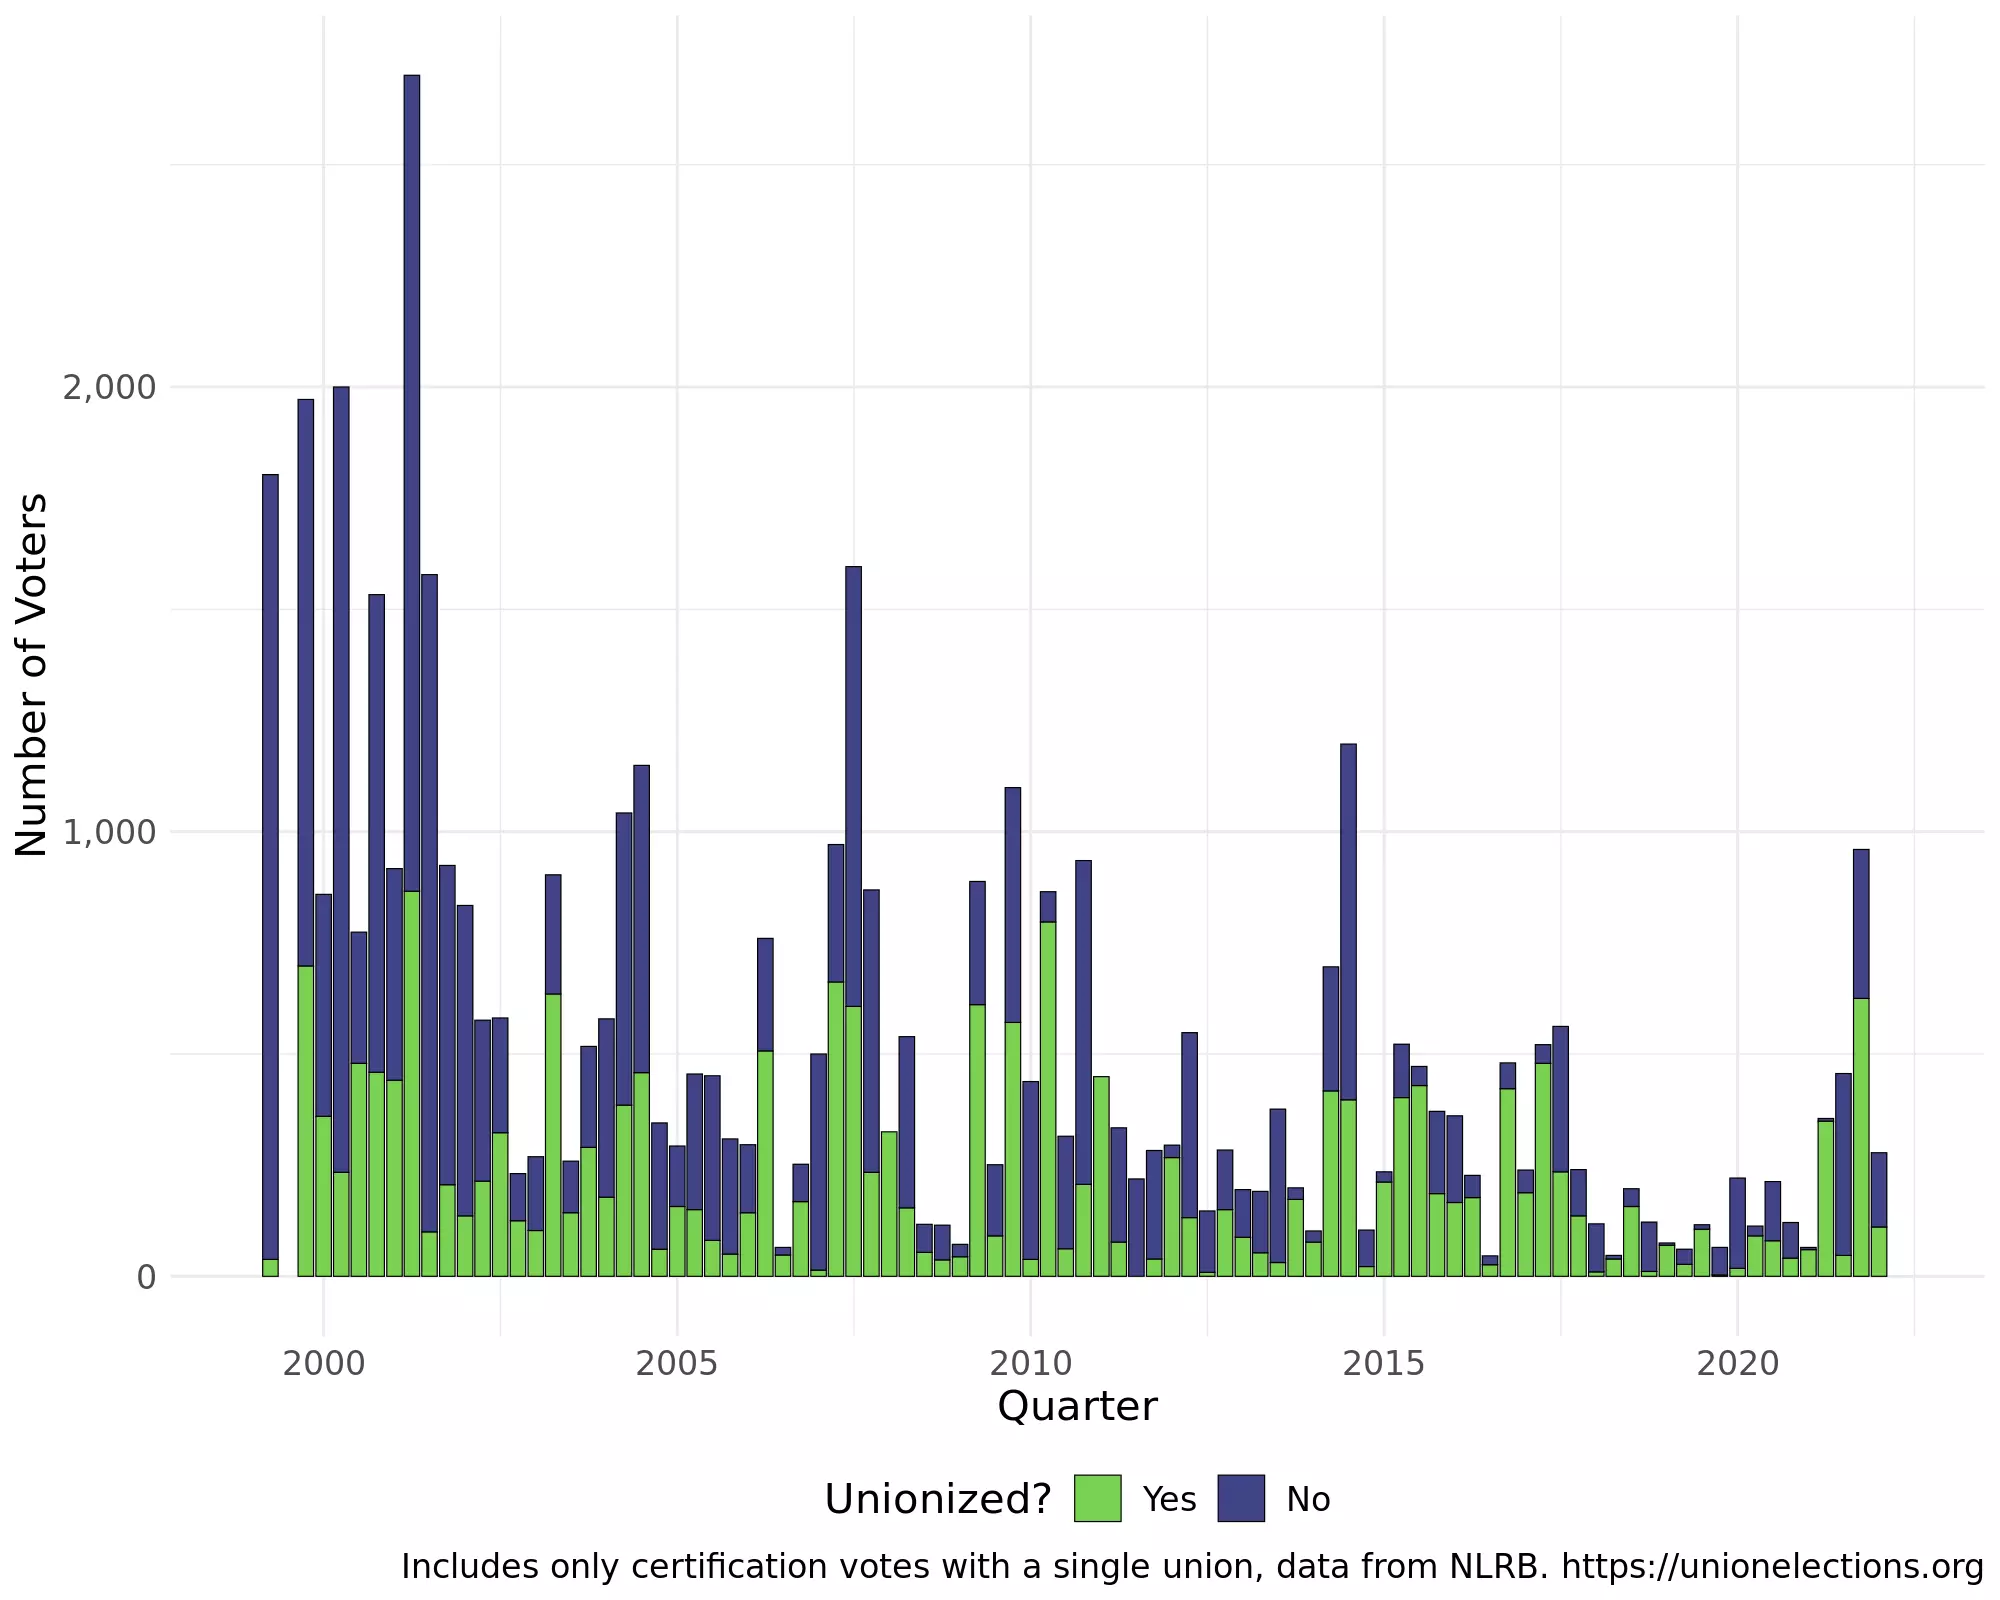 Number of Voters
2,000
1,000
0
2000 2005 2010 2015 2020
Quarter
Unionized? Yes No
Includes only certification votes with a single union, data from NLRB. https://unionelections.org